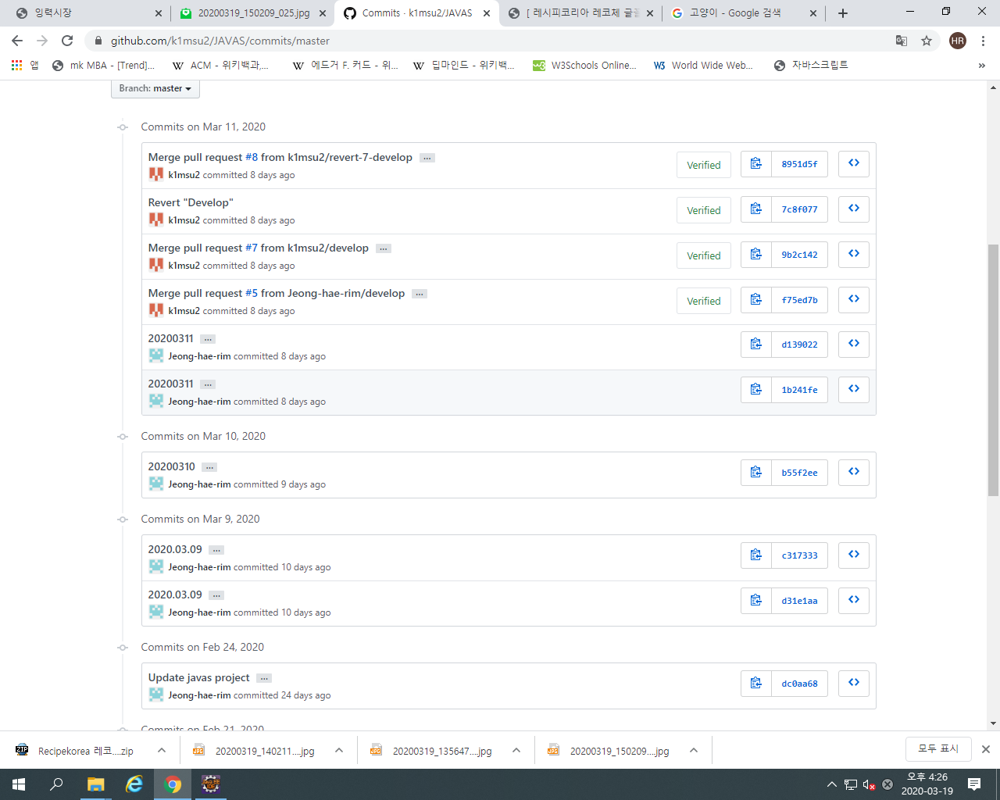 잉력시장
20200319_150209_025.jpg
Commits · k1msu2/JAVAS
[ 레시피코리아 레코체 글꼴
고양이 - Google 검색
github.com/k1msu2/JAVAS/commits/master
HR
앱
mk MBA - [Trend]...
ACM - 위키백과,...
에드거 F. 커드 - 위...
딥마인드 - 위키백...
W3Schools Online...
World Wide Web...
자바스크립트
»
Branch: master
Commits on Mar 11, 2020
Merge pull request #8 from k1msu2/revert-7-develop ...
k1msu2 committed 8 days ago
Verified
8951d5f
Revert "Develop"
k1msu2 committed 8 days ago
Verified
7c8f077
Merge pull request #7 from k1msu2/develop ...
k1msu2 committed 8 days ago
Verified
9b2c142
Merge pull request #5 from Jeong-hae-rim/develop ...
k1msu2 committed 8 days ago
Verified
f75ed7b
20200311 ...
Jeong-hae-rim committed 8 days ago
d139022
20200311 ...
Jeong-hae-rim committed 8 days ago
1b241fe
Commits on Mar 10, 2020
20200310 ...
Jeong-hae-rim committed 9 days ago
b55f2ee
Commits on Mar 9, 2020
2020.03.09 ...
Jeong-hae-rim committed 10 days ago
c317333
2020.03.09 ...
Jeong-hae-rim committed 10 days ago
d31e1aa
Commits on Feb 24, 2020
Update javas project ...
Jeong-hae-rim committed 24 days ago
dc0aa68
Commits on Feb 21, 2020
Recipekorea 레코....zip
20200319_140211....jpg
20200319_135647....jpg
20200319_150209....jpg
모두 표시
오후 4:26
2020-03-19